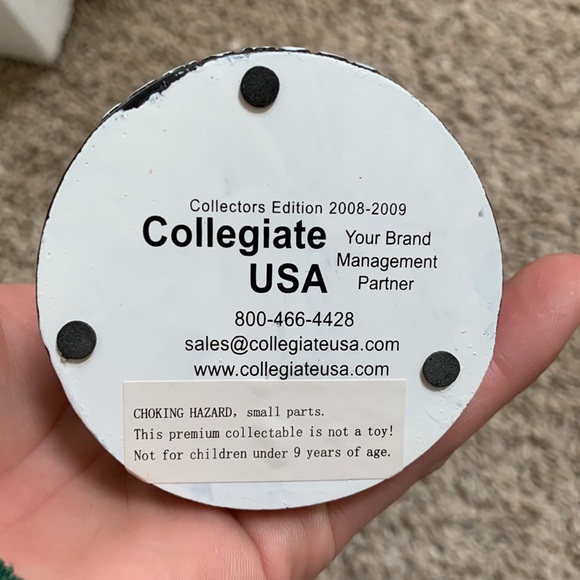 Collectors Edition 2008-2009
Collegiate USA
Your Brand
Management
Partner
800-466-4428
sales@collegiateusa.com
www.collegiateusa.com
CHOKING HAZARD, small parts.
This premium collectable is not a toy!
Not for children under 9 years of age.